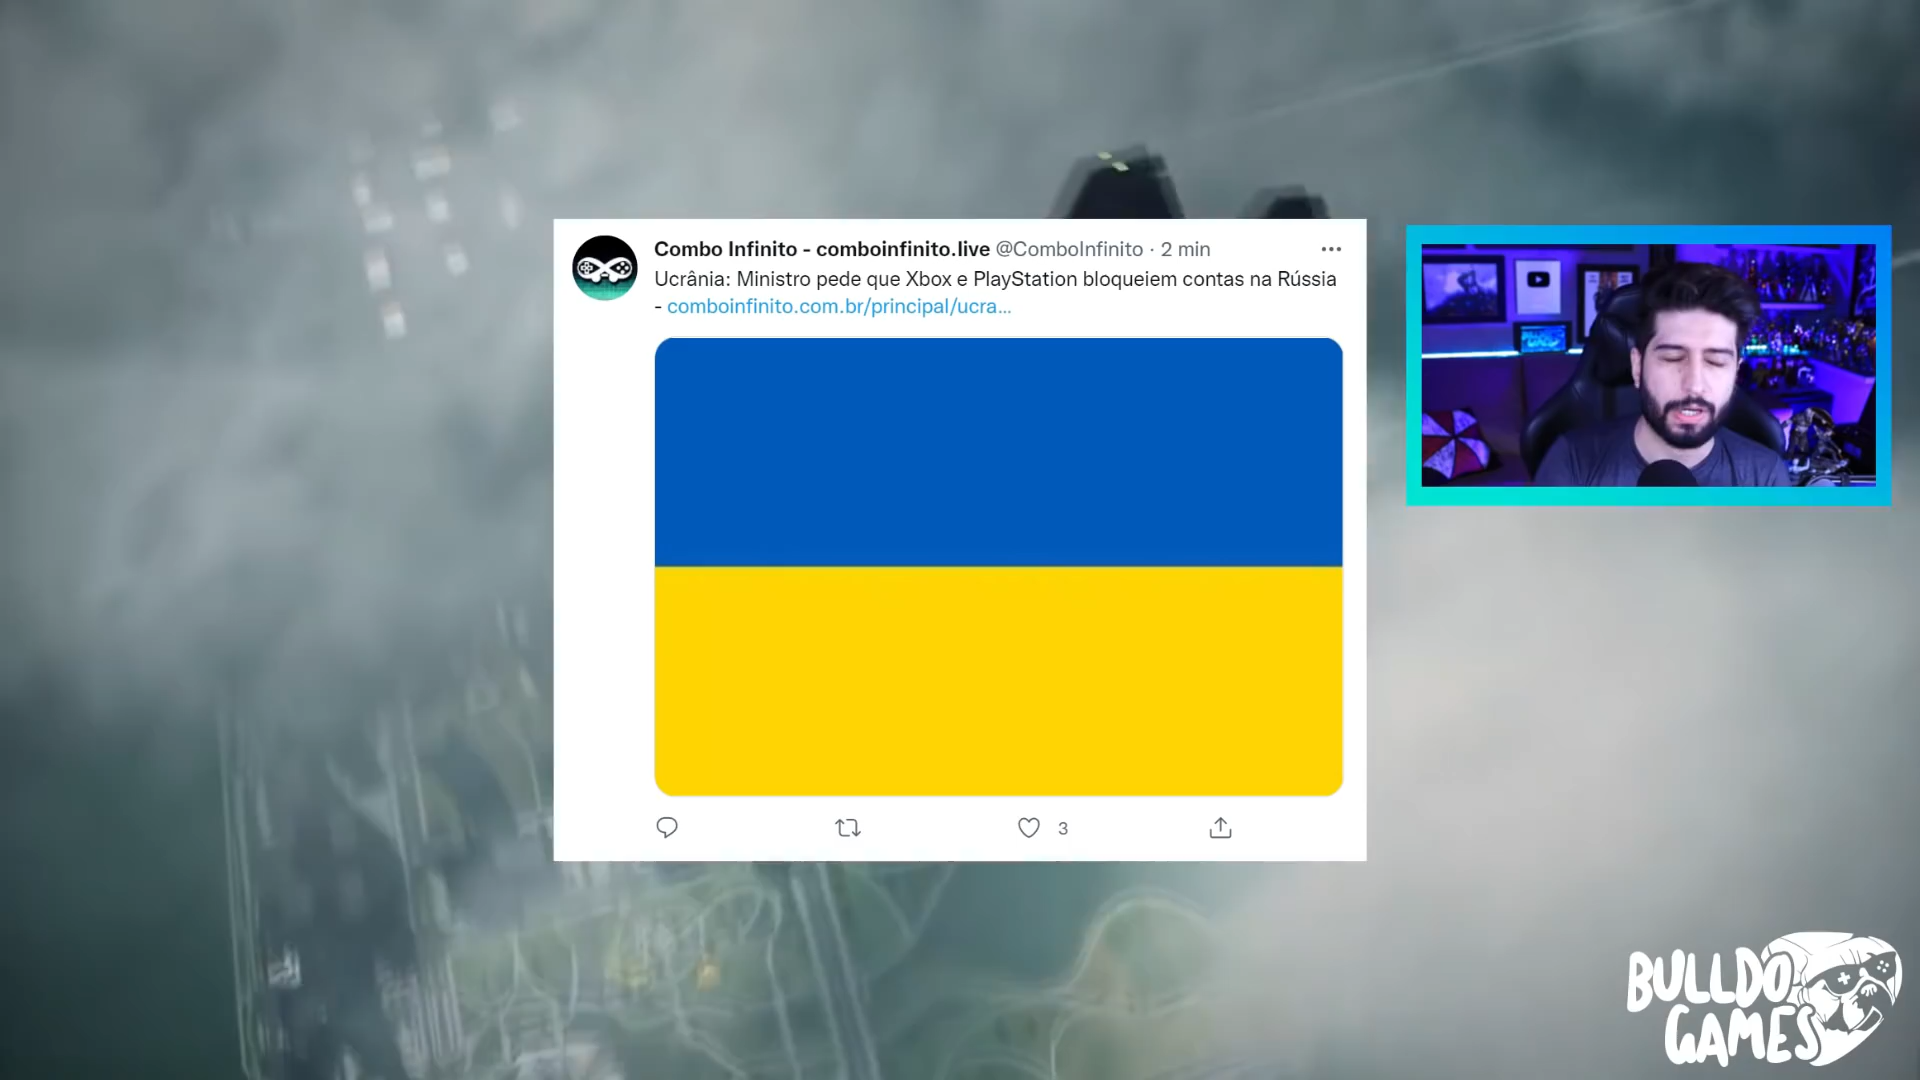 Combo Infinito - comboinfinito.live @ComboInfinito · 2 min
Ucrânia: Ministro pede que Xbox e PlayStation bloqueiem contas na Rússia
- comboinfinito.com.br/principal/ucra...
3
BULLDOG
GAMES